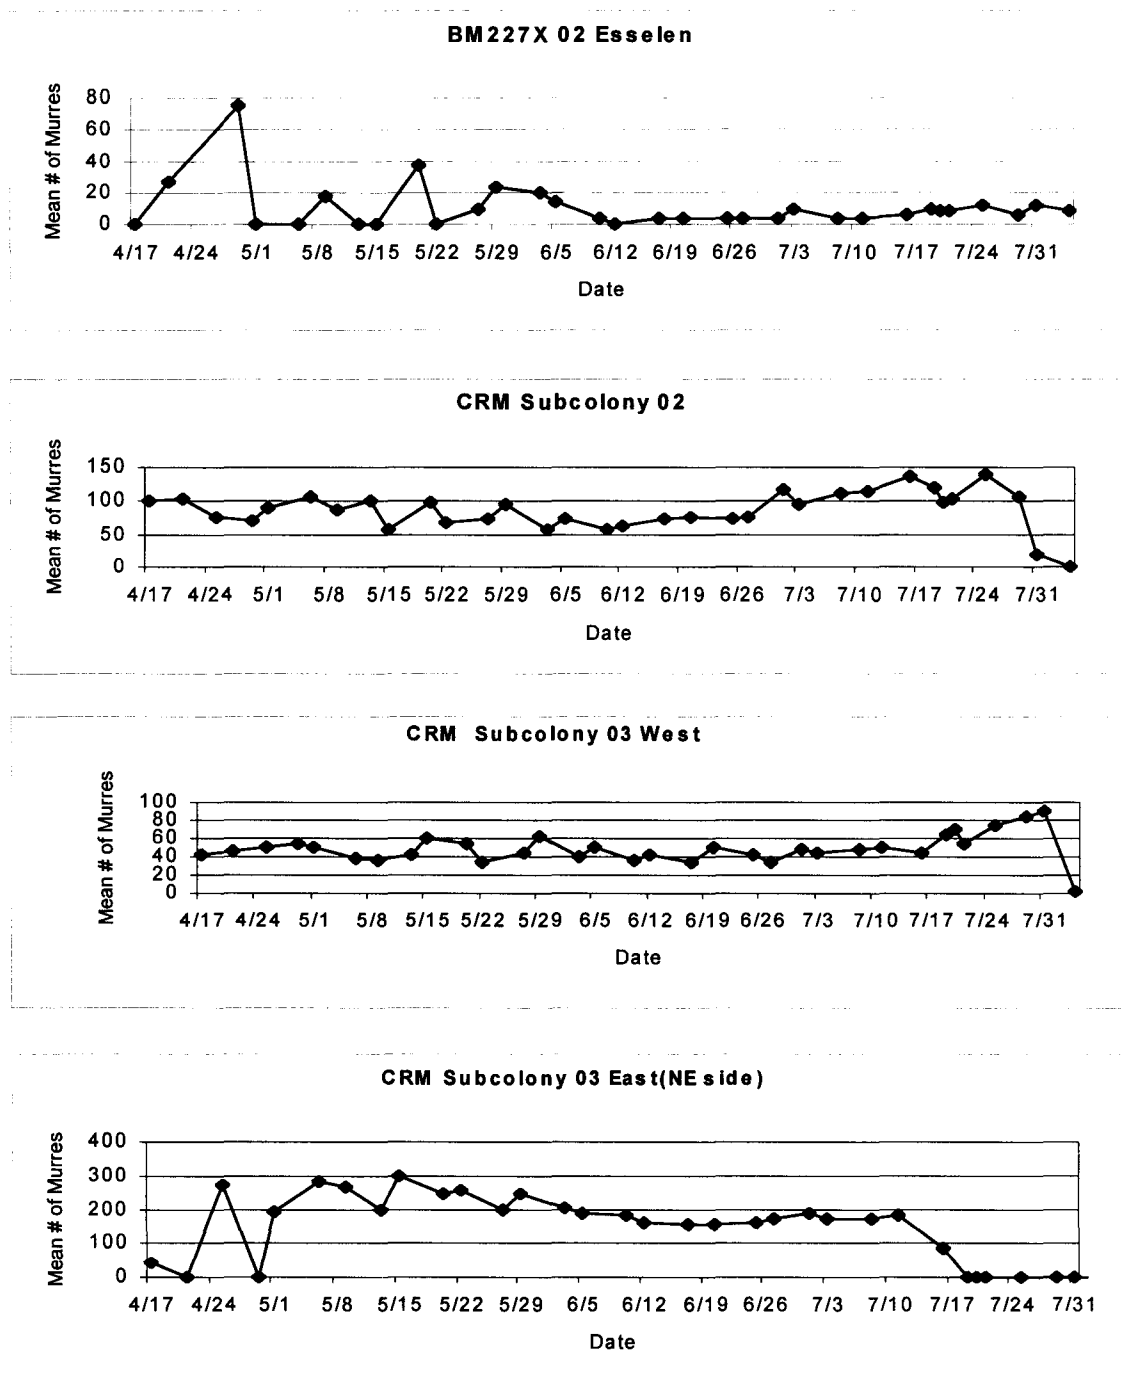 BM227X 02 Esselen
Mean # of Murres
80
60
40
20
0
4/17 4/24 5/1 5/8 5/15 5/22 5/29 6/5 6/12 6/19 6/26 7/3 7/10 7/17 7/24 7/31
Date
CRM Subcolony 02
Mean # of Murres
150
100
50
0
4/17 4/24 5/1 5/8 5/15 5/22 5/29 6/5 6/12 6/19 6/26 7/3 7/10 7/17 7/24 7/31
Date
CRM Subcolony 03 West
Mean # of Murres
100
80
60
40
20
0
4/17 4/24 5/1 5/8 5/15 5/22 5/29 6/5 6/12 6/19 6/26 7/3 7/10 7/17 7/24 7/31
Date
CRM Subcolony 03 East(NE side)
Mean # of Murres
400
300
200
100
0
4/17 4/24 5/1 5/8 5/15 5/22 5/29 6/5 6/12 6/19 6/26 7/3 7/10 7/17 7/24 7/31
Date